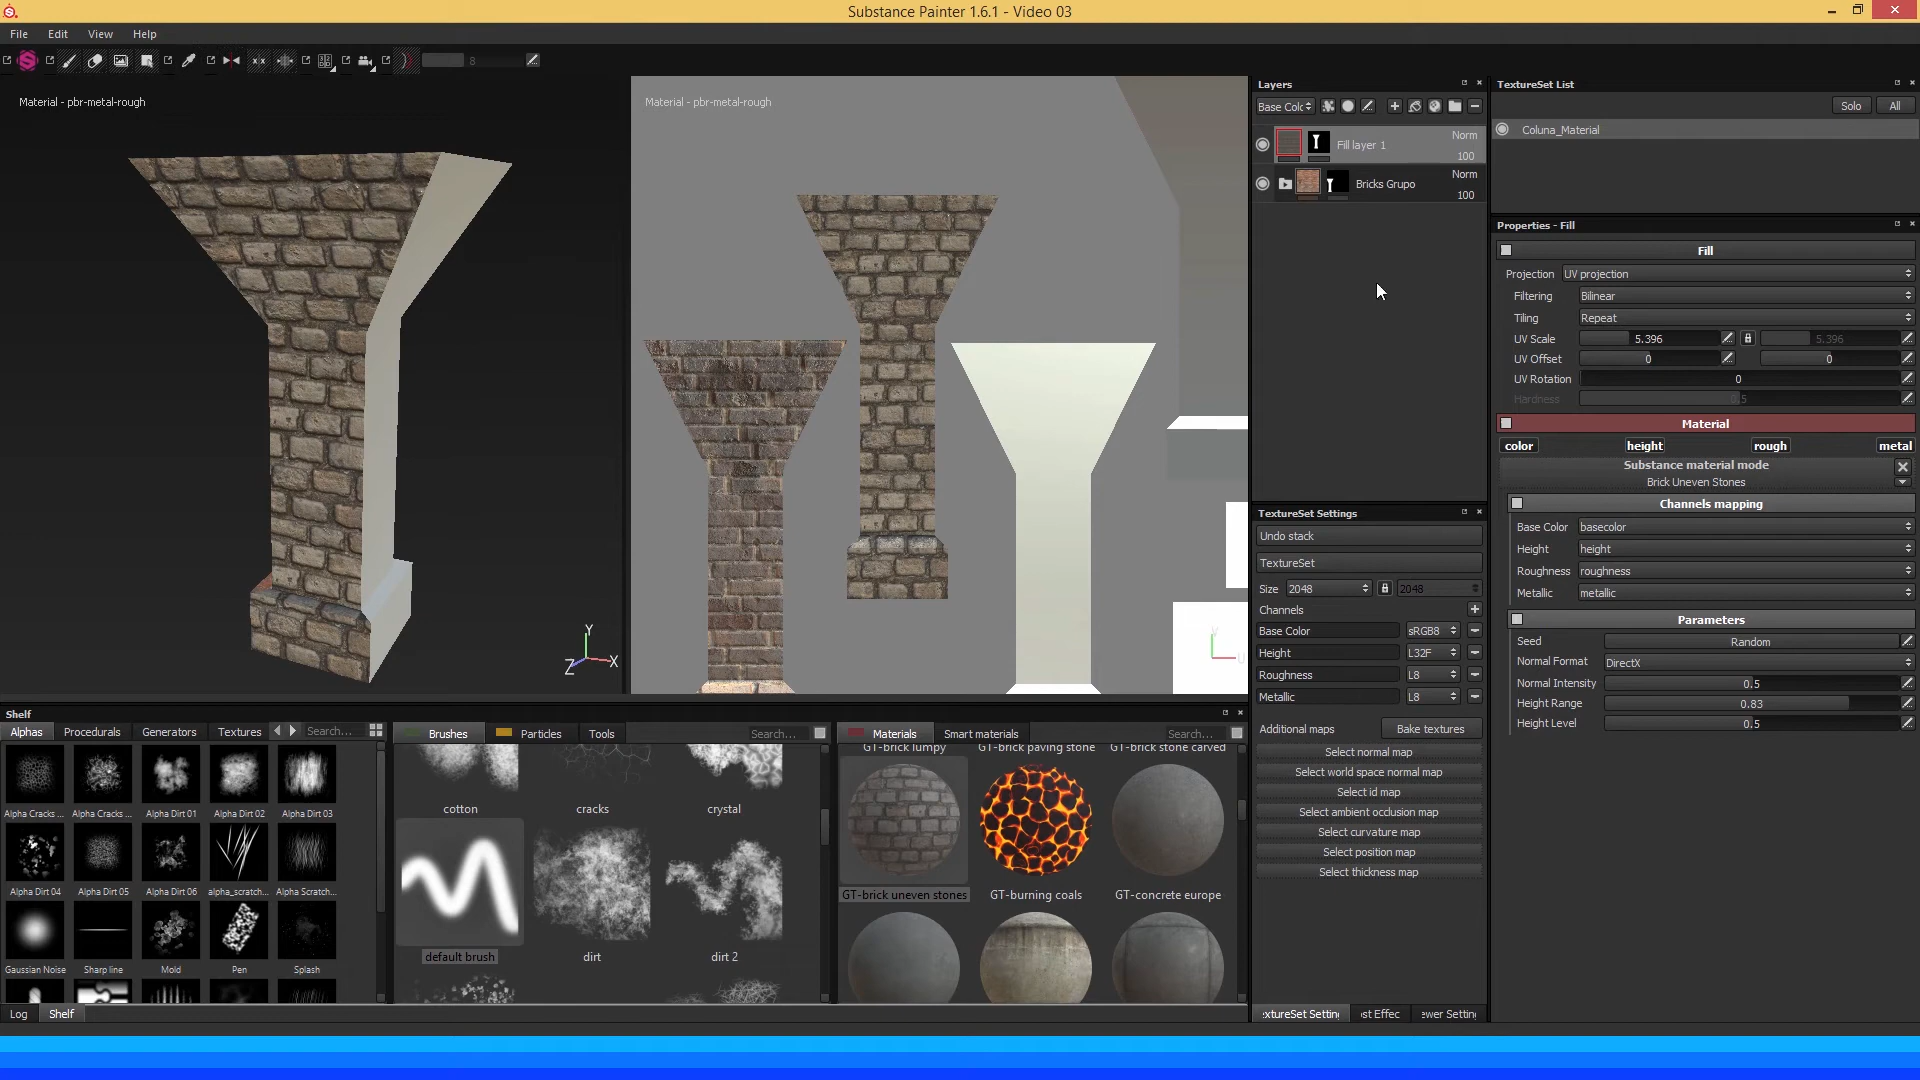 Substance Painter 1.6.1 - Video 03
File Edit View Help
8
Material - pbr-metal-rough
Y
Z X
Material - pbr-metal-rough
Layers
Base Colc
Fill layer 1
Norm
100
Bricks Grupo
Norm
100
TextureSet List
Solo All
Coluna_Material
Properties - Fill
Fill
Projection UV projection
Filtering Bilinear
Tiling Repeat
UV Scale 5.396 5.396
UV Offset 0 0
UV Rotation 0
Hardness 0.5
Material
color height rough metal
Substance material mode
Brick Uneven Stones
Channels mapping
Base Color basecolor
Height height
Roughness roughness
Metallic metallic
Parameters
Seed Random
Normal Format DirectX
Normal Intensity 0.5
Height Range 0.83
Height Level 0.5
TextureSet Settings
Undo stack
TextureSet
Size 2048 2048
Channels
Base Color sRGB8
Height L32F
Roughness L8
Metallic L8
Additional maps Bake textures
Select normal map
Select world space normal map
Select id map
Select ambient occlusion map
Select curvature map
Select position map
Select thickness map
extureSet Setting ost Effec ewer Setting
Shelf
Alphas Procedurals Generators Textures Search...
Alpha Cracks ... Alpha Cracks ... Alpha Dirt 01 Alpha Dirt 02 Alpha Dirt 03
Alpha Dirt 04 Alpha Dirt 05 Alpha Dirt 06 alpha_scratch... Alpha Scratch...
Gaussian Noise Sharp line Mold Pen Splash
Brushes Particles Tools Search...
cotton cracks crystal
default brush dirt dirt 2
Materials Smart materials Search...
GT-brick lumpy GT-brick paving stone GT-brick stone carved
GT-brick uneven stones GT-burning coals GT-concrete europe
Log Shelf